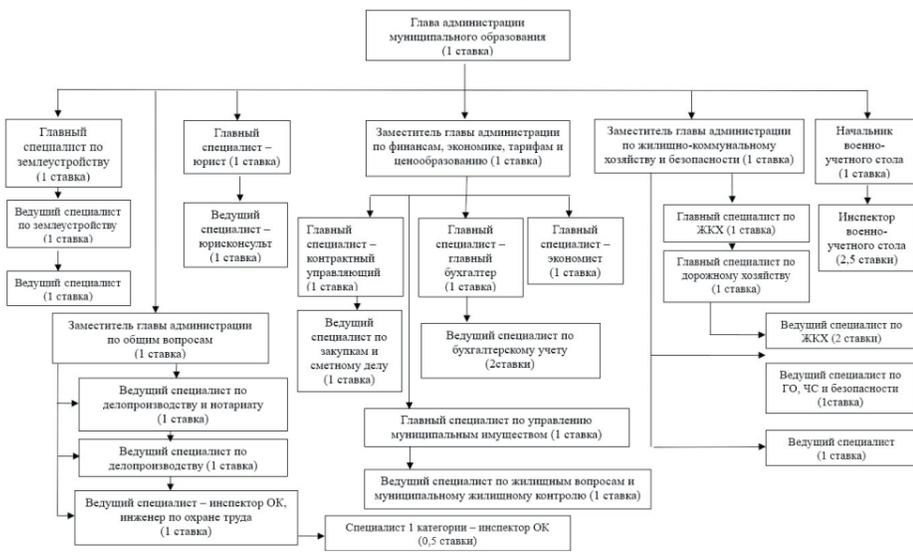 Глава администрации
муниципального образования
(1 ставка)
Главный
специалист по
землеустройству
(1 ставка)
Ведущий специалист
по землеустройству
(1 ставка)
Ведущий специалист
(1 ставка)
Заместитель главы администрации
по общим вопросам
(1 ставка)
Ведущий специалист по
делопроизводству и нотариату
(1 ставка)
Ведущий специалист по
делопроизводству (1 ставка)
Ведущий специалист – инспектор ОК,
инженер по охране труда
(1 ставка)
Специалист 1 категории – инспектор ОК
(0,5 ставки)
Главный
специалист –
юрист (1 ставка)
Ведущий
специалист –
юрисконсульт
(1 ставка)
Заместитель главы администрации
по финансам, экономике, тарифам и
ценообразованию (1 ставка)
Главный
специалист –
контрактный
управляющий
(1 ставка)
Ведущий
специалист по
закупкам и
сметному делу
(1 ставка)
Главный
специалист –
главный
бухгалтер
(1 ставка)
Ведущий специалист по
бухгалтерскому учету
(2ставки)
Главный
специалист –
экономист
(1 ставка)
Главный специалист по управлению
муниципальным имуществом (1 ставка)
Ведущий специалист по жилищным вопросам и
муниципальному жилищному контролю (1 ставка)
Заместитель главы администрации
по жилищно-коммунальному
хозяйству и безопасности (1 ставка)
Главный специалист по
ЖКХ (1 ставка)
Главный специалист по
дорожному хозяйству
(1 ставка)
Ведущий специалист по
ЖКХ (2 ставки)
Ведущий специалист по
ГО, ЧС и безопасности
(1ставка)
Ведущий специалист
(1 ставка)
Начальник
военно-
учетного стола
(1 ставка)
Инспектор
военно-
учетного стола
(2,5 ставки)